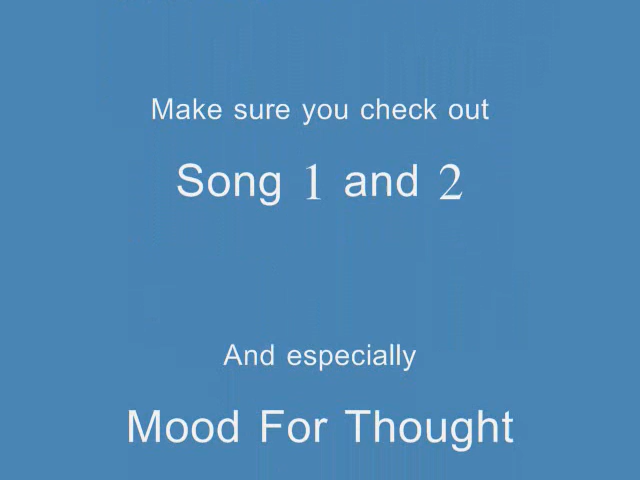 Make sure you check out
Song 1 and 2
And especially
Mood For Thought